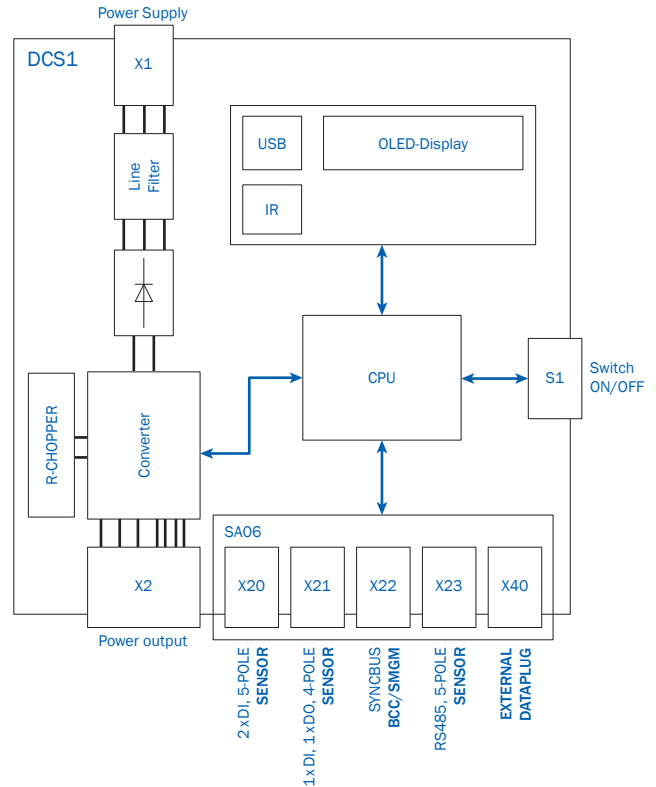 Power Supply
DCS1
X1
USB
OLED-Display
Line
Filter
IR
CPU
S1
Switch
ON/OFF
R-CHOPPER
Converter
SA06
X2
X20
X21
X22
X23
X40
Power output
2 x DI, 5-POLE
SENSOR
1 x DI, 1 x DO, 4-POLE
SENSOR
SYNCBUS
BCC/SMGM
RS485, 5-POLE
SENSOR
EXTERNAL
DATAPLUG